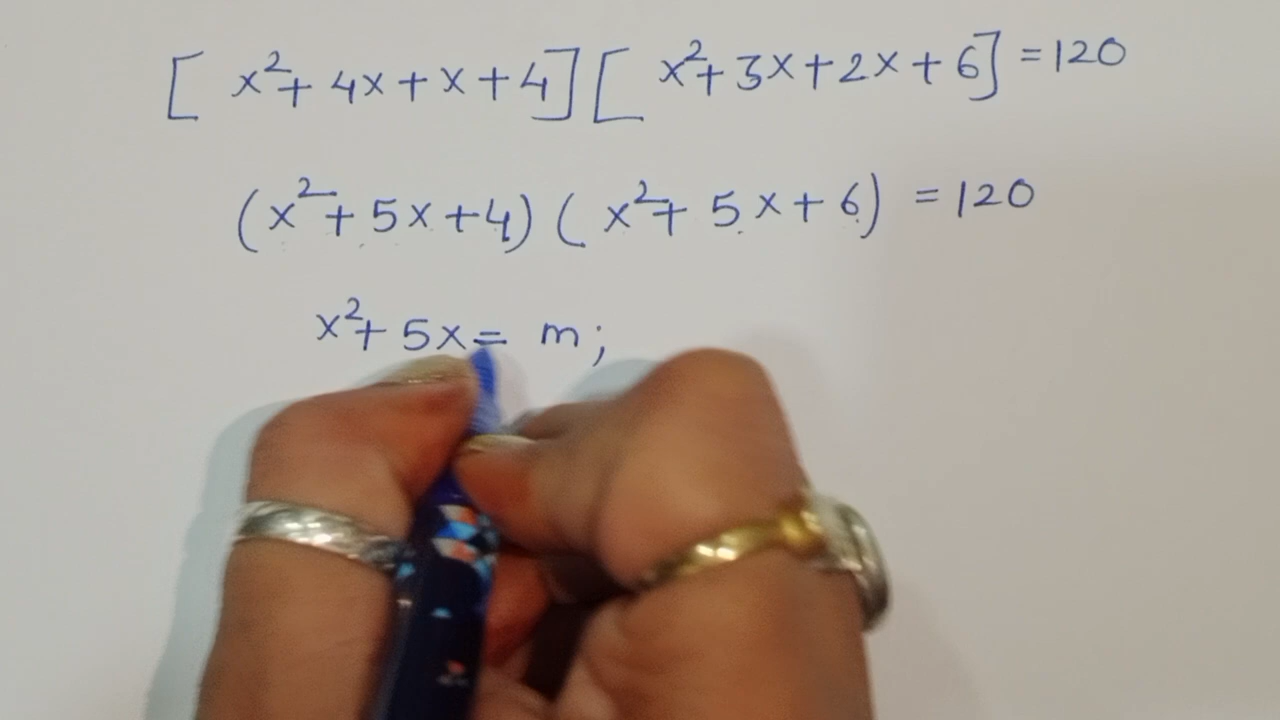 [ x²+ 4x + x + 4] [ x²+ 3x + 2x + 6] = 120
(x²+ 5x + 4) ( x²+ 5x + 6) = 120
x²+ 5x = m ;